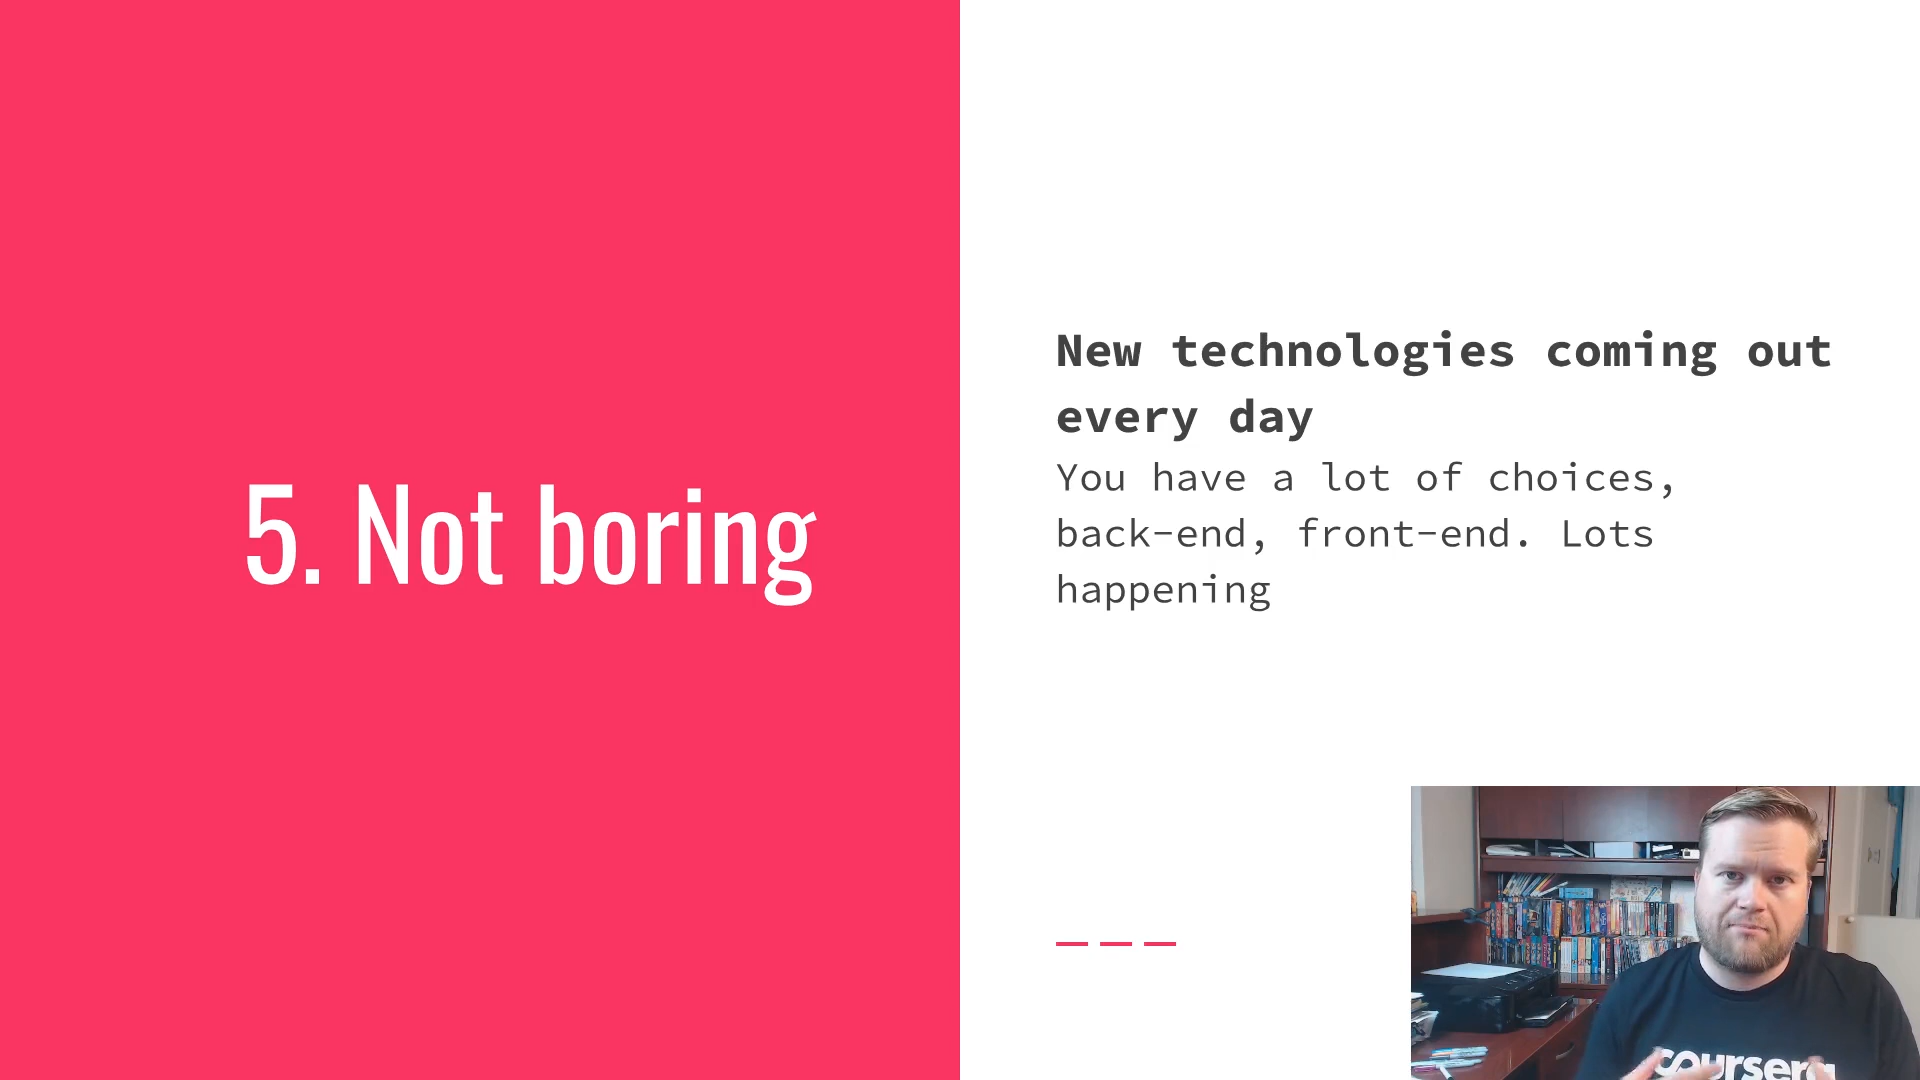 5. Not boring
New technologies coming out
every day
You have a lot of choices,
back-end, front-end. Lots
happening
coursera